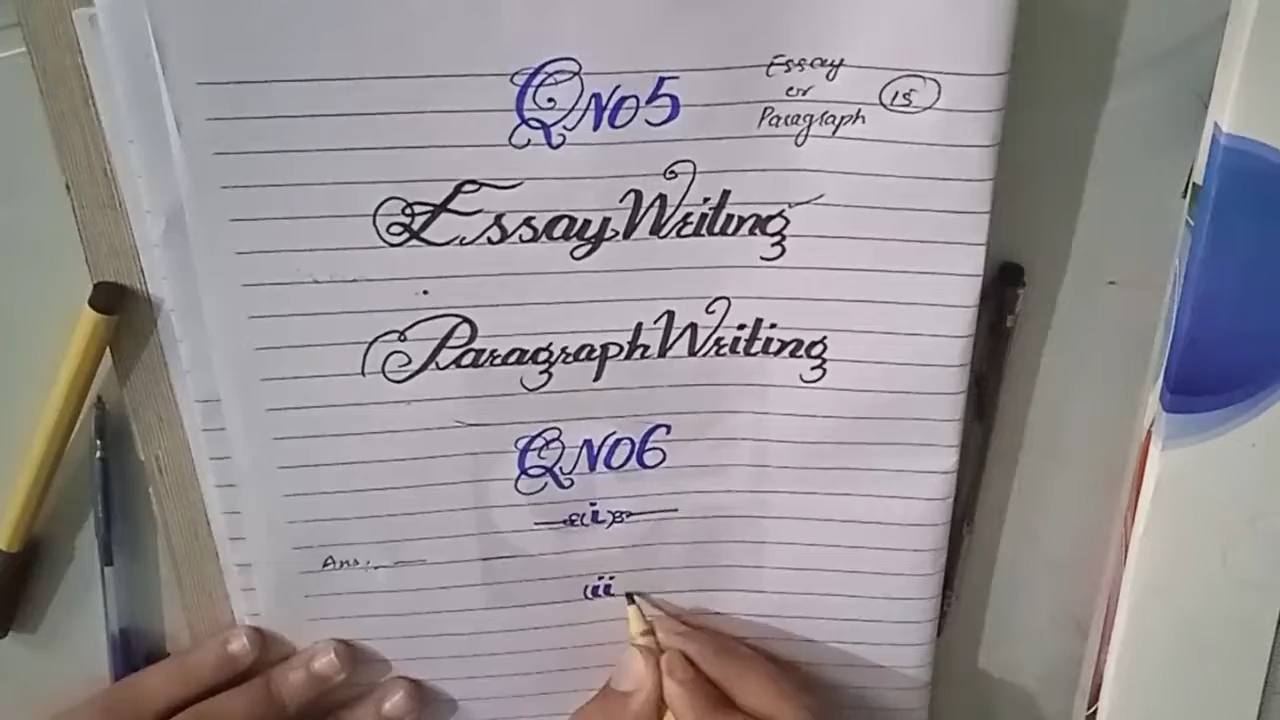 QNO5
Essay
or
Paragraph
15
Essay Writing
Paragraph Writing
QNO6
(i)
Ans:
(ii